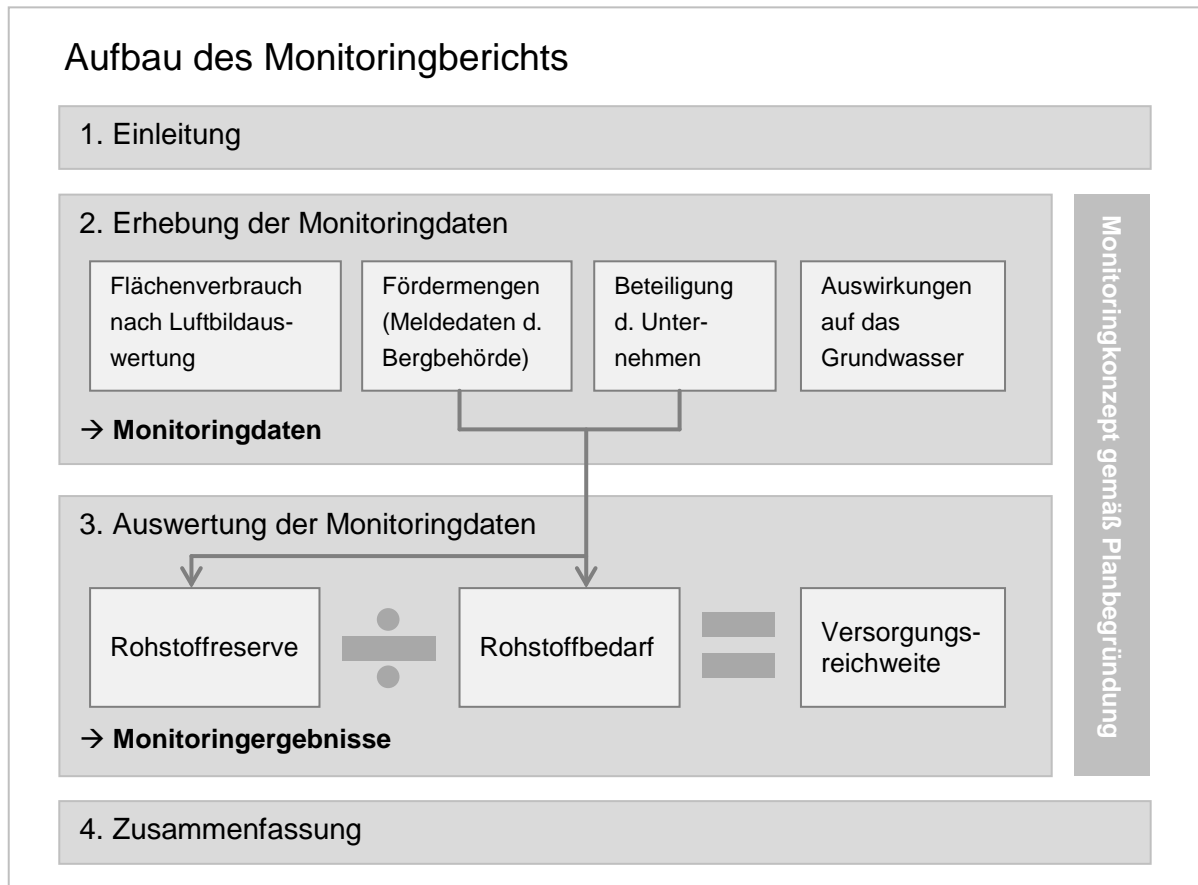 Aufbau des Monitoringberichts
1. Einleitung
2. Erhebung der Monitoringdaten
Flächenverbrauch
nach Luftbildaus-
wertung
Fördermengen
(Meldedaten d.
Bergbehörde)
Beteiligung
d. Unter-
nehmen
Auswirkungen
auf das
Grundwasser
→ Monitoringdaten
3. Auswertung der Monitoringdaten
Rohstoffreserve
Rohstoffbedarf
Versorgungs-
reichweite
→ Monitoringergebnisse
Monitoringkonzept gemäß Planbegründung
4. Zusammenfassung